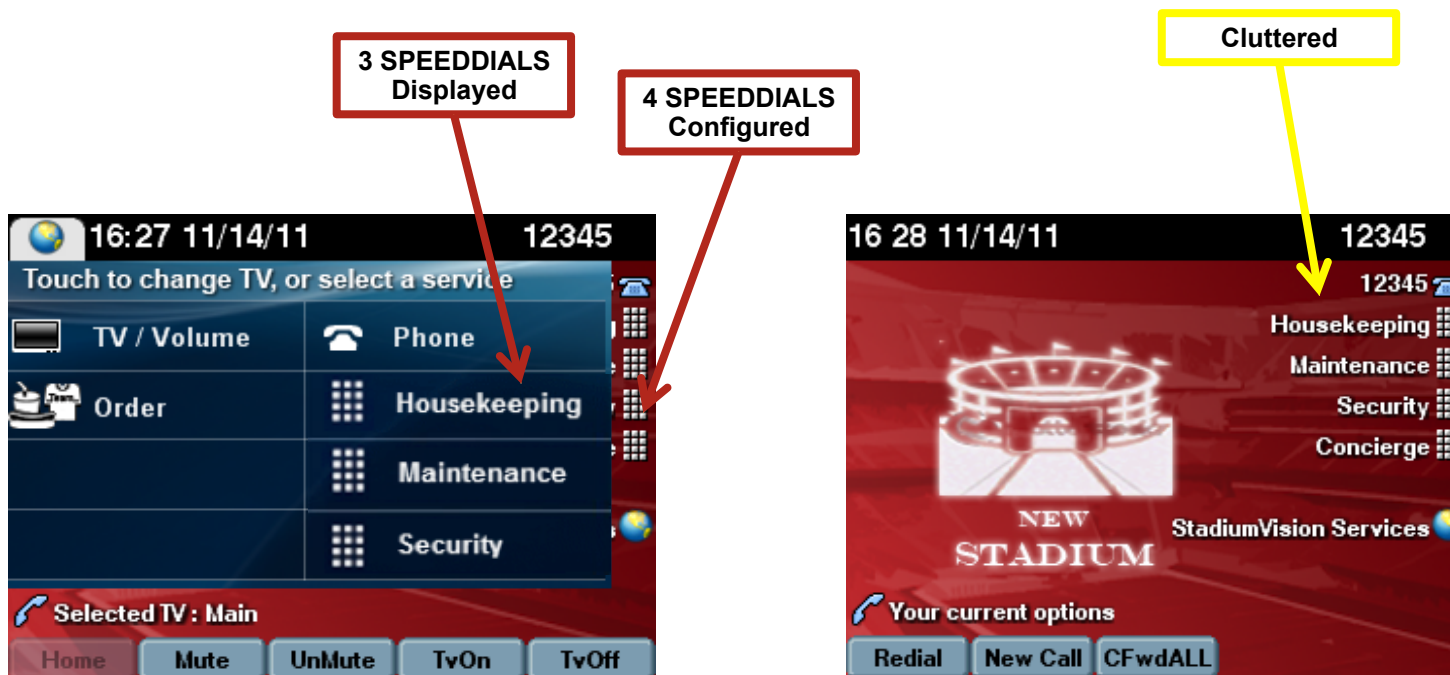 3 SPEEDDIALS
Displayed
4 SPEEDDIALS
Configured
Cluttered
16:27 11/14/11 12345
Touch to change TV, or select a service
TV / Volume
Phone
Order
Housekeeping
Maintenance
Security
Selected TV : Main
Home Mute UnMute TvOn TvOff
16 28 11/14/11 12345
12345
Housekeeping
Maintenance
Security
Concierge
NEW
STADIUM
StadiumVision Services
Your current options
Redial New Call CFwdALL